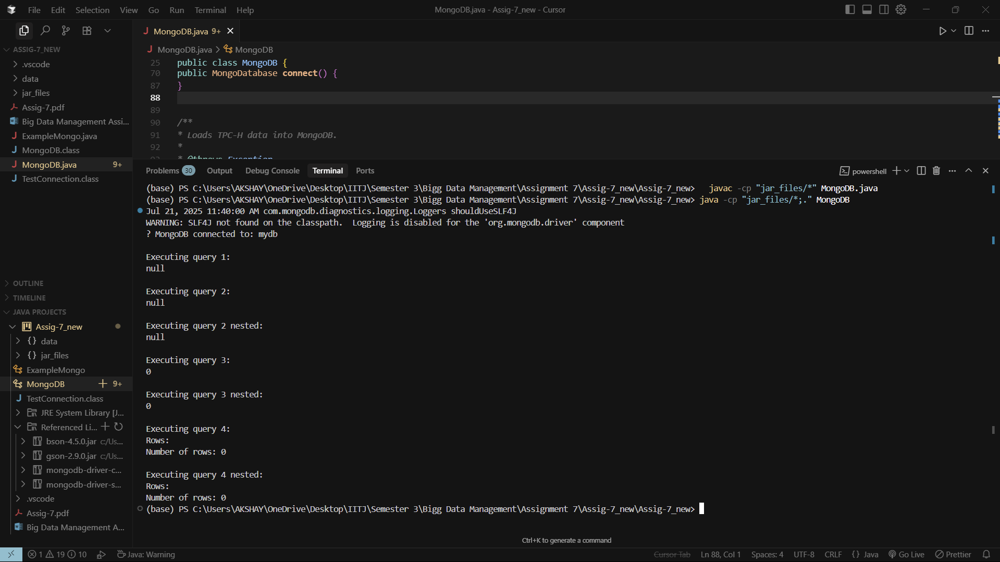 File Edit Selection View Go Run Terminal Help
MongoDB.java - Assig-7_new - Cursor
ASSIG-7_NEW
.vscode
data
jar_files
Assig-7.pdf
Big Data Management Assi...
ExampleMongo.java
MongoDB.class
MongoDB.java 9+
TestConnection.class
OUTLINE
TIMELINE
JAVA PROJECTS
Assig-7_new
data
jar_files
ExampleMongo
MongoDB 9+
TestConnection.class
JRE System Library [J...
Referenced Li...
bson-4.5.0.jar c:/Us...
gson-2.9.0.jar c:/Us...
mongodb-driver-c...
mongodb-driver-s...
.vscode
Assig-7.pdf
Big Data Management A...
MongoDB.java 9+
MongoDB.java > MongoDB
25 public class MongoDB {
70 public MongoDatabase connect() {
87 }
88
89
90 /**
91 * Loads TPC-H data into MongoDB.
92 *
93 * @throws Exception
Problems 30 Output Debug Console Terminal Ports
powershell
(base) PS C:\Users\AKSHAY\OneDrive\Desktop\IITJ\Semester 3\Bigg Data Management\Assignment 7\Assig-7_new\Assig-7_new> javac -cp "jar_files/*" MongoDB.java
(base) PS C:\Users\AKSHAY\OneDrive\Desktop\IITJ\Semester 3\Bigg Data Management\Assignment 7\Assig-7_new\Assig-7_new> java -cp "jar_files/*;." MongoDB
Jul 21, 2025 11:40:00 AM com.mongodb.diagnostics.logging.Loggers shouldUseSLF4J
WARNING: SLF4J not found on the classpath.  Logging is disabled for the 'org.mongodb.driver' component
? MongoDB connected to: mydb
Executing query 1:
null
Executing query 2:
null
Executing query 2 nested:
null
Executing query 3:
0
Executing query 3 nested:
0
Executing query 4:
Rows:
Number of rows: 0
Executing query 4 nested:
Rows:
Number of rows: 0
(base) PS C:\Users\AKSHAY\OneDrive\Desktop\IITJ\Semester 3\Bigg Data Management\Assignment 7\Assig-7_new\Assig-7_new>
Ctrl+K to generate a command
1 19 10 Java: Warning
Cursor Tab Ln 88, Col 1 Spaces: 4 UTF-8 CRLF {} Java Go Live Prettier